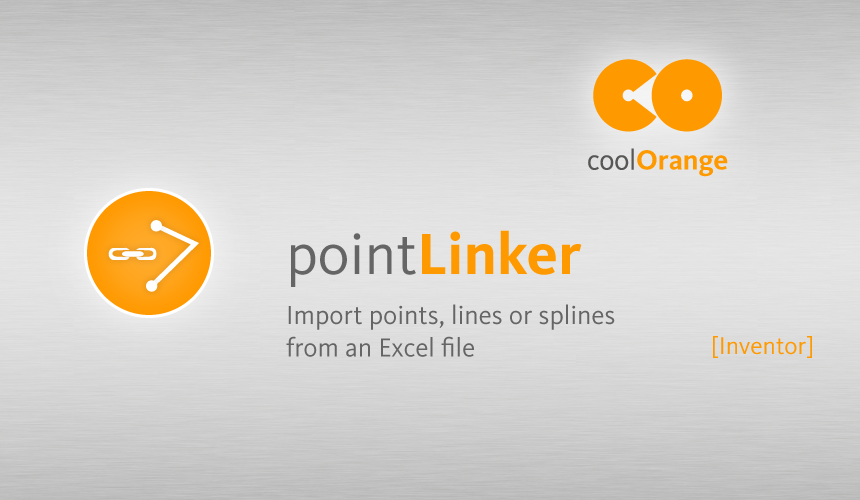 coolOrange
pointLinker
Import points, lines or splines
from an Excel file
[Inventor]